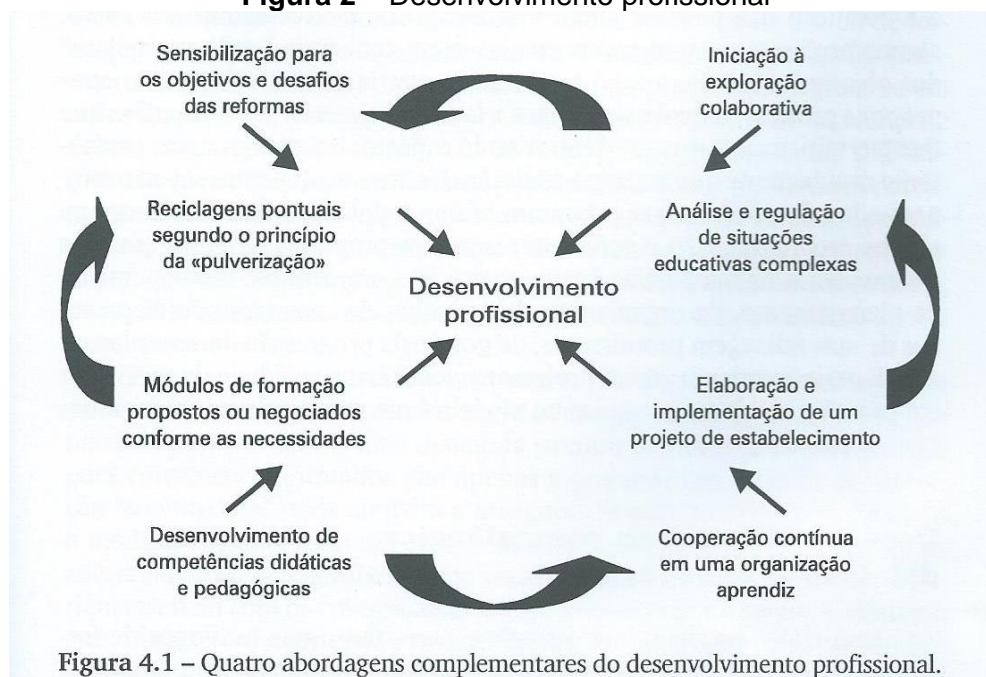 Figura 2 – Desenvolvimento profissional
Sensibilização para
os objetivos e desafios
das reformas
Iniciação à
exploração
colaborativa
Reciclagens pontuais
segundo o princípio
da «pulverização»
Análise e regulação
de situações
educativas complexas
Desenvolvimento
profissional
Módulos de formação
propostos ou negociados
conforme as necessidades
Elaboração e
implementação de um
projeto de estabelecimento
Desenvolvimento de
competências didáticas
e pedagógicas
Cooperação contínua
em uma organização
aprendiz
Figura 4.1 – Quatro abordagens complementares do desenvolvimento profissional.